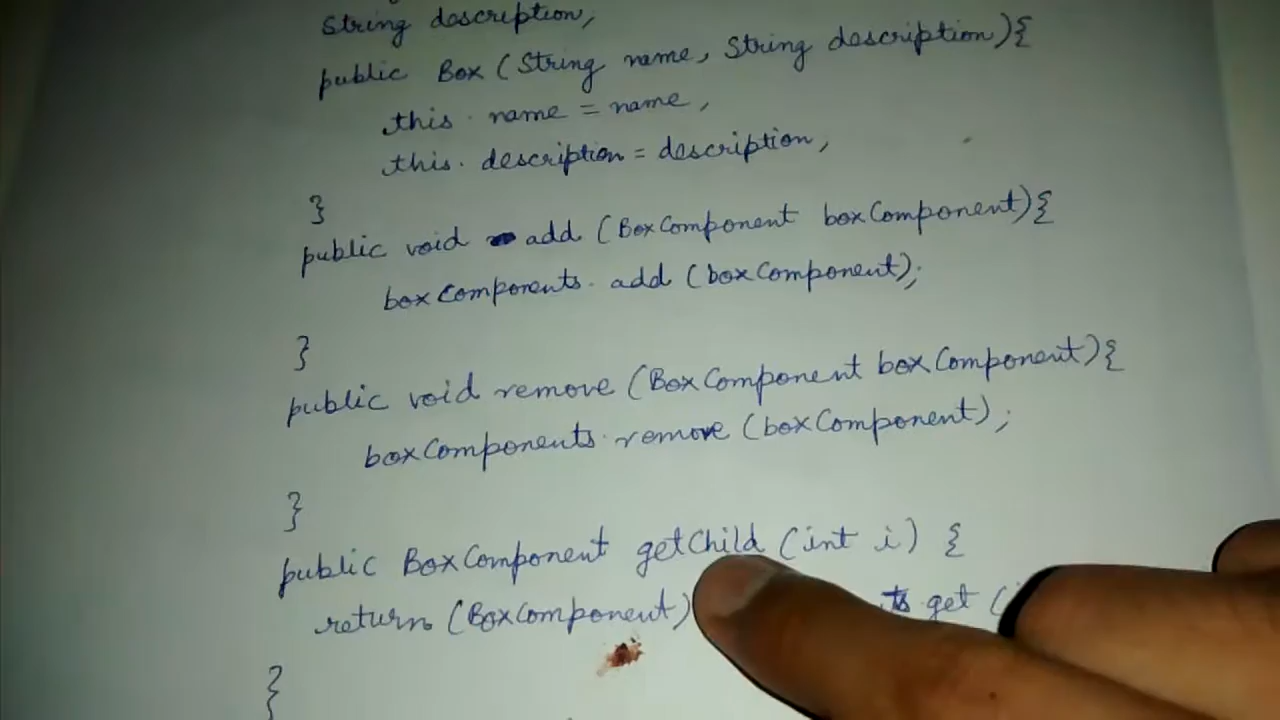 String description,
public Box (String name, String description){
this. name = name,
this. description = description,
}
public void add (BoxComponent boxComponent){
boxComponents. add (boxComponent);
}
public void remove (BoxComponent boxComponent){
boxComponents. remove (boxComponent);
}
public BoxComponent getChild (int i) {
return (BoxComponent) get (
}